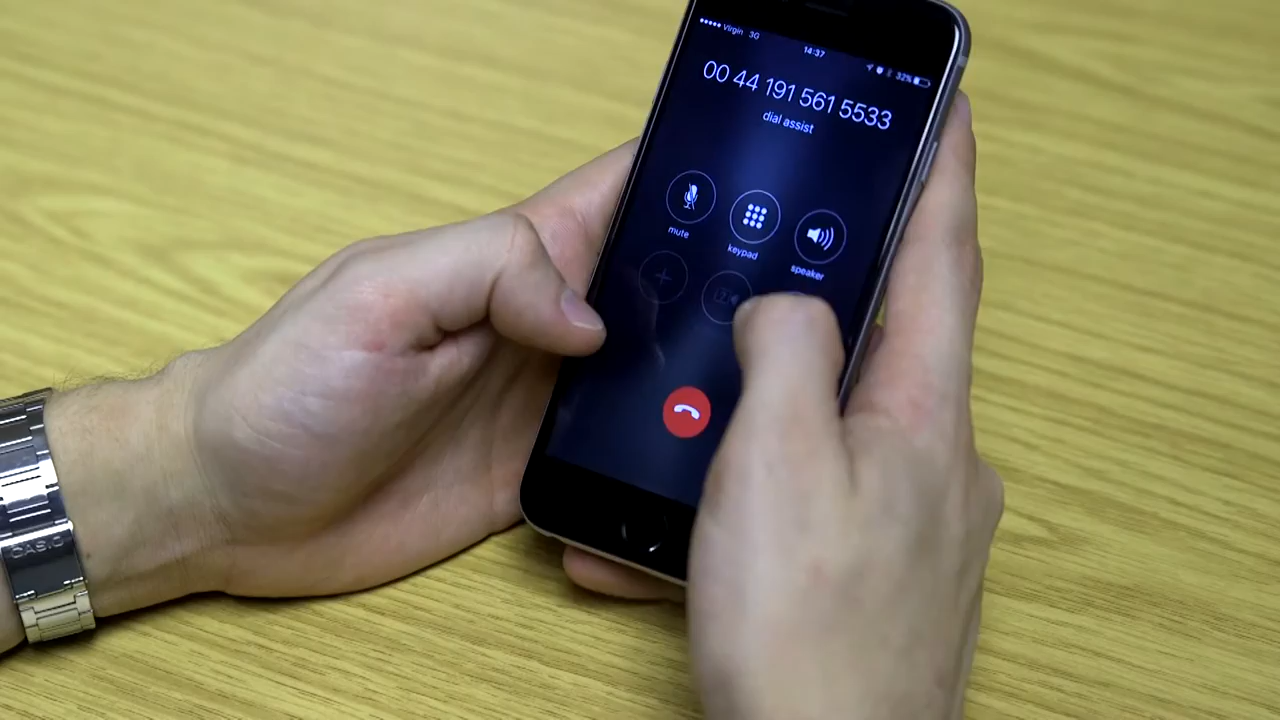 ●●●●● Virgin 3G 14:37 32%
00 44 191 561 5533
dial assist
mute keypad speaker
CASIO